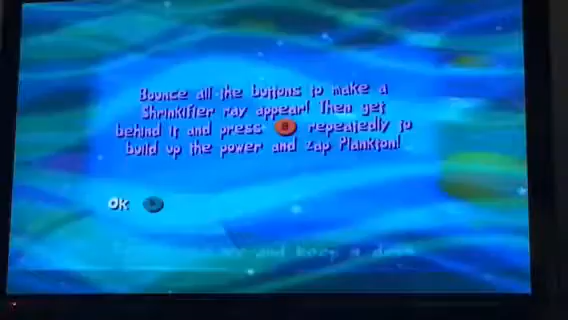 Bounce all the buttons to make a
Shrinkifier ray appear! Then get
behind it and press B repeatedly to
build up the power and zap Plankton!
OK